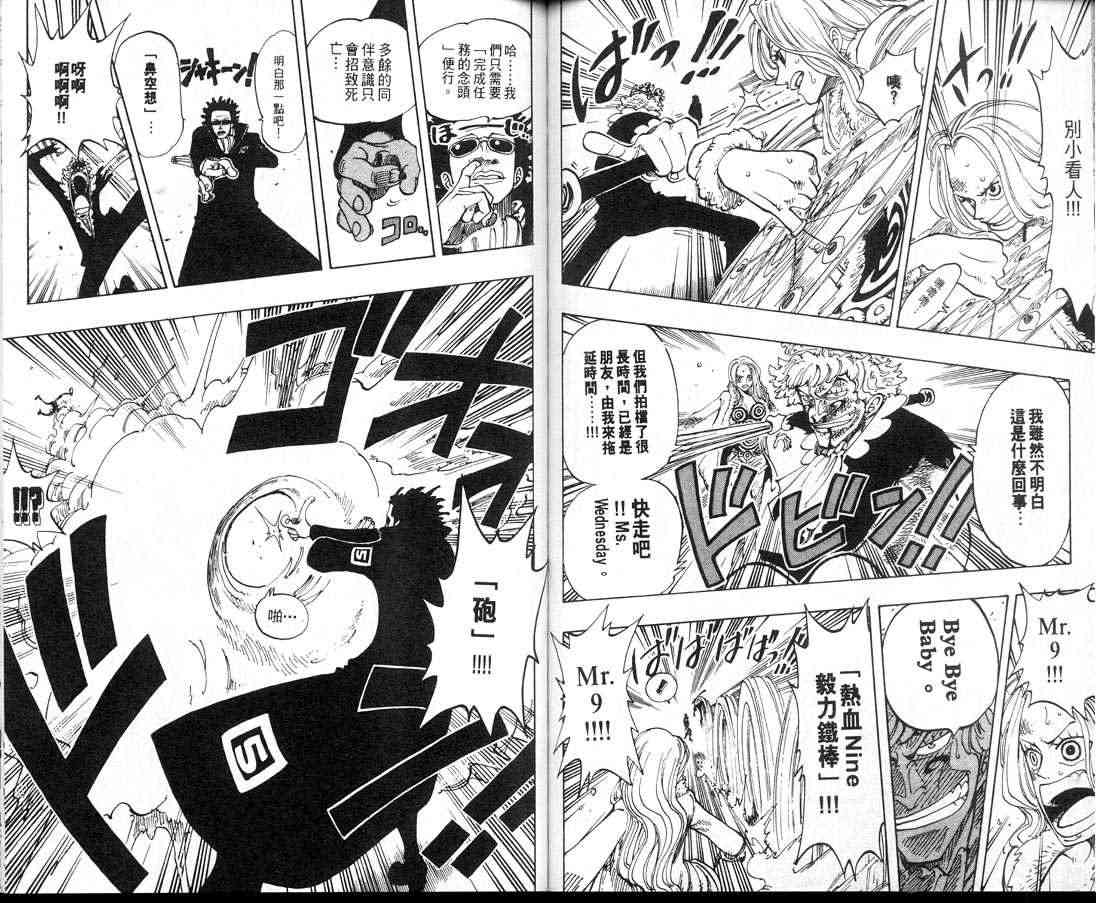 別小看人!!!
咦?
我雖然不明白
這是什麼回事…
但我們拍檔了很
長時間，已經是
朋友，由我來拖
延時間……!!!
快走吧
!! Ms.
Wednesday。
ドビン!!
Mr.
9
!!!!
Bye Bye
Baby。
「熱血Nine
毅力鐵棒」!!!
Mr.
9
!!!!
ばばばばっ
哈……我
們只需要
「完成任
務的念頭
」便行。
ほじ
多餘的同
伴意識只
會招致死
亡…
コロ…
明白那一點吧!
「鼻空想」…
シャキーン!
呀啊
啊啊
啊!!
「砲」!!!!
啪…
ドゴメ
!!!?
5
5